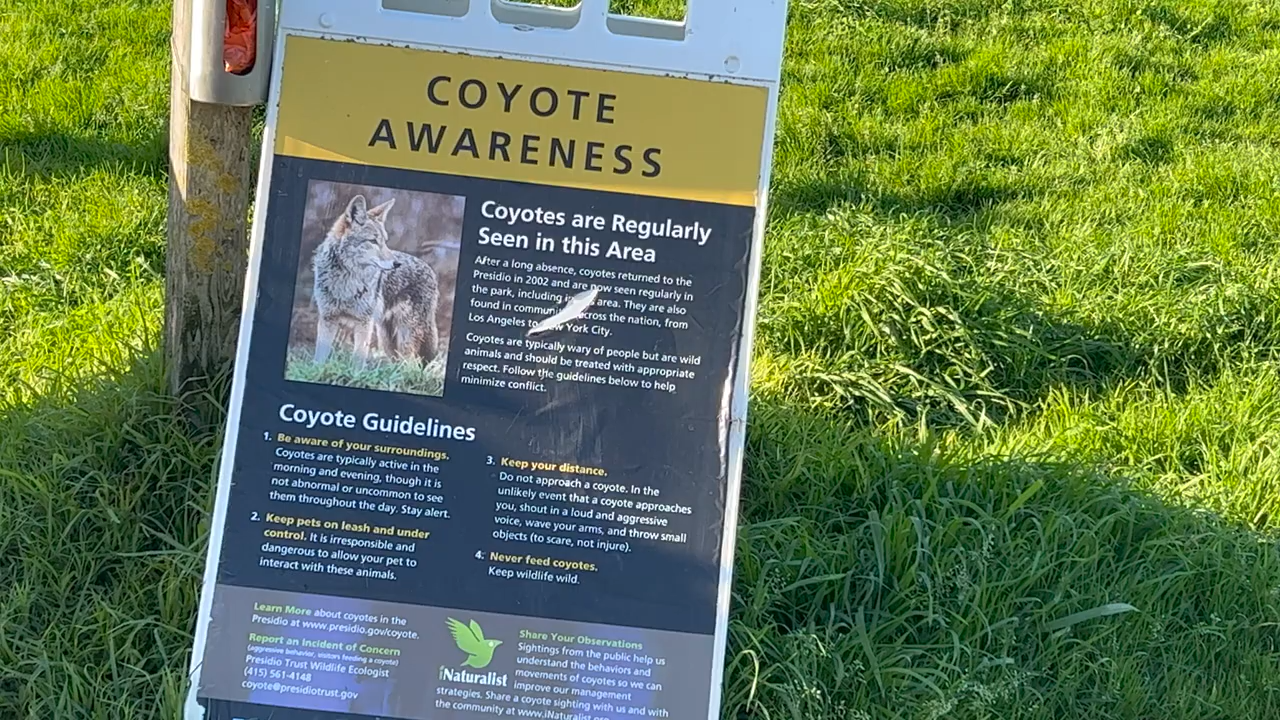 COYOTE
AWARENESS
Coyotes are Regularly
Seen in this Area
After a long absence, coyotes returned to the
Presidio in 2002 and are now seen regularly in
the park, including in area. They are also
found in across the nation, from
Los Angeles to York City.
Coyotes are typically wary of people but are wild
animals and should be treated with appropriate
respect. Follow the guidelines below to help
minimize conflict.
Coyote Guidelines
1. Be aware of your surroundings.
Coyotes are typically active in the
morning and evening, though it is
not abnormal or uncommon to see
them throughout the day. Stay alert.
2. Keep pets on leash and under
control. It is irresponsible and
dangerous to allow your pet to
interact with these animals.
3. Keep your distance.
Do not approach a coyote. In the
unlikely event that a coyote approaches
you, shout in a loud and aggressive
voice, wave your arms, and throw small
objects (to scare, not injure).
4. Never feed coyotes.
Keep wildlife wild.
Learn More about coyotes in the
Presidio at www.presidio.gov/coyote.
Report an Incident of Concern
(aggressive behavior, visitors feeding a coyote)
Presidio Trust Wildlife Ecologist
(415) 561-4148
coyote@presidiotrust.gov
iNaturalist
Share Your Observations
Sightings from the public help us
understand the behaviors and
movements of coyotes so we can
improve our management
strategies. Share a coyote sighting with us and with
the community at www.iNaturalist.org